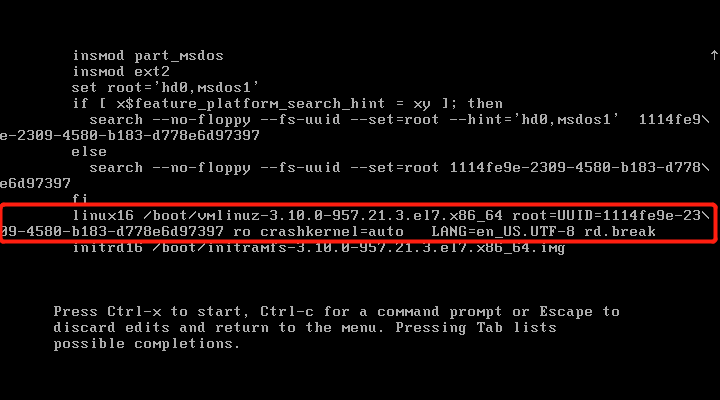 insmod part_msdos
insmod ext2
set root='hd0,msdos1'
if [ x$feature_platform_search_hint = xy ]; then
search --no-floppy --fs-uuid --set=root --hint='hd0,msdos1'  1114fe9\
e-2309-4580-b183-d778e6d97397
else
search --no-floppy --fs-uuid --set=root 1114fe9e-2309-4580-b183-d778\
e6d97397
fi
linux16 /boot/vmlinuz-3.10.0-957.21.3.el7.x86_64 root=UUID=1114fe9e-23\
09-4580-b183-d778e6d97397 ro crashkernel=auto   LANG=en_US.UTF-8 rd.break
initrd16 /boot/initramfs-3.10.0-957.21.3.el7.x86_64.img
Press Ctrl-x to start, Ctrl-c for a command prompt or Escape to
discard edits and return to the menu. Pressing Tab lists
possible completions.